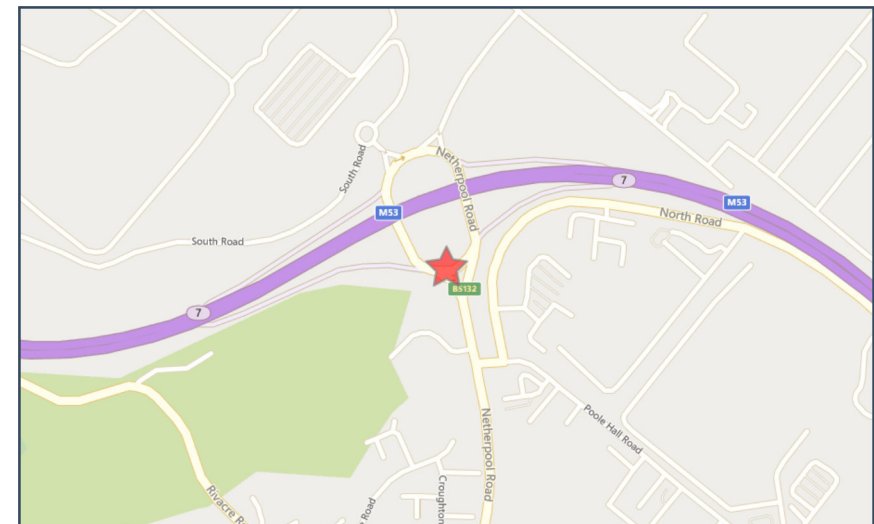 Netherpool Road
South Road
7
M53
M53
North Road
South Road
B5132
7
Poole Hall Road
Netherpool Road
Rivacre R
Road
Croughton